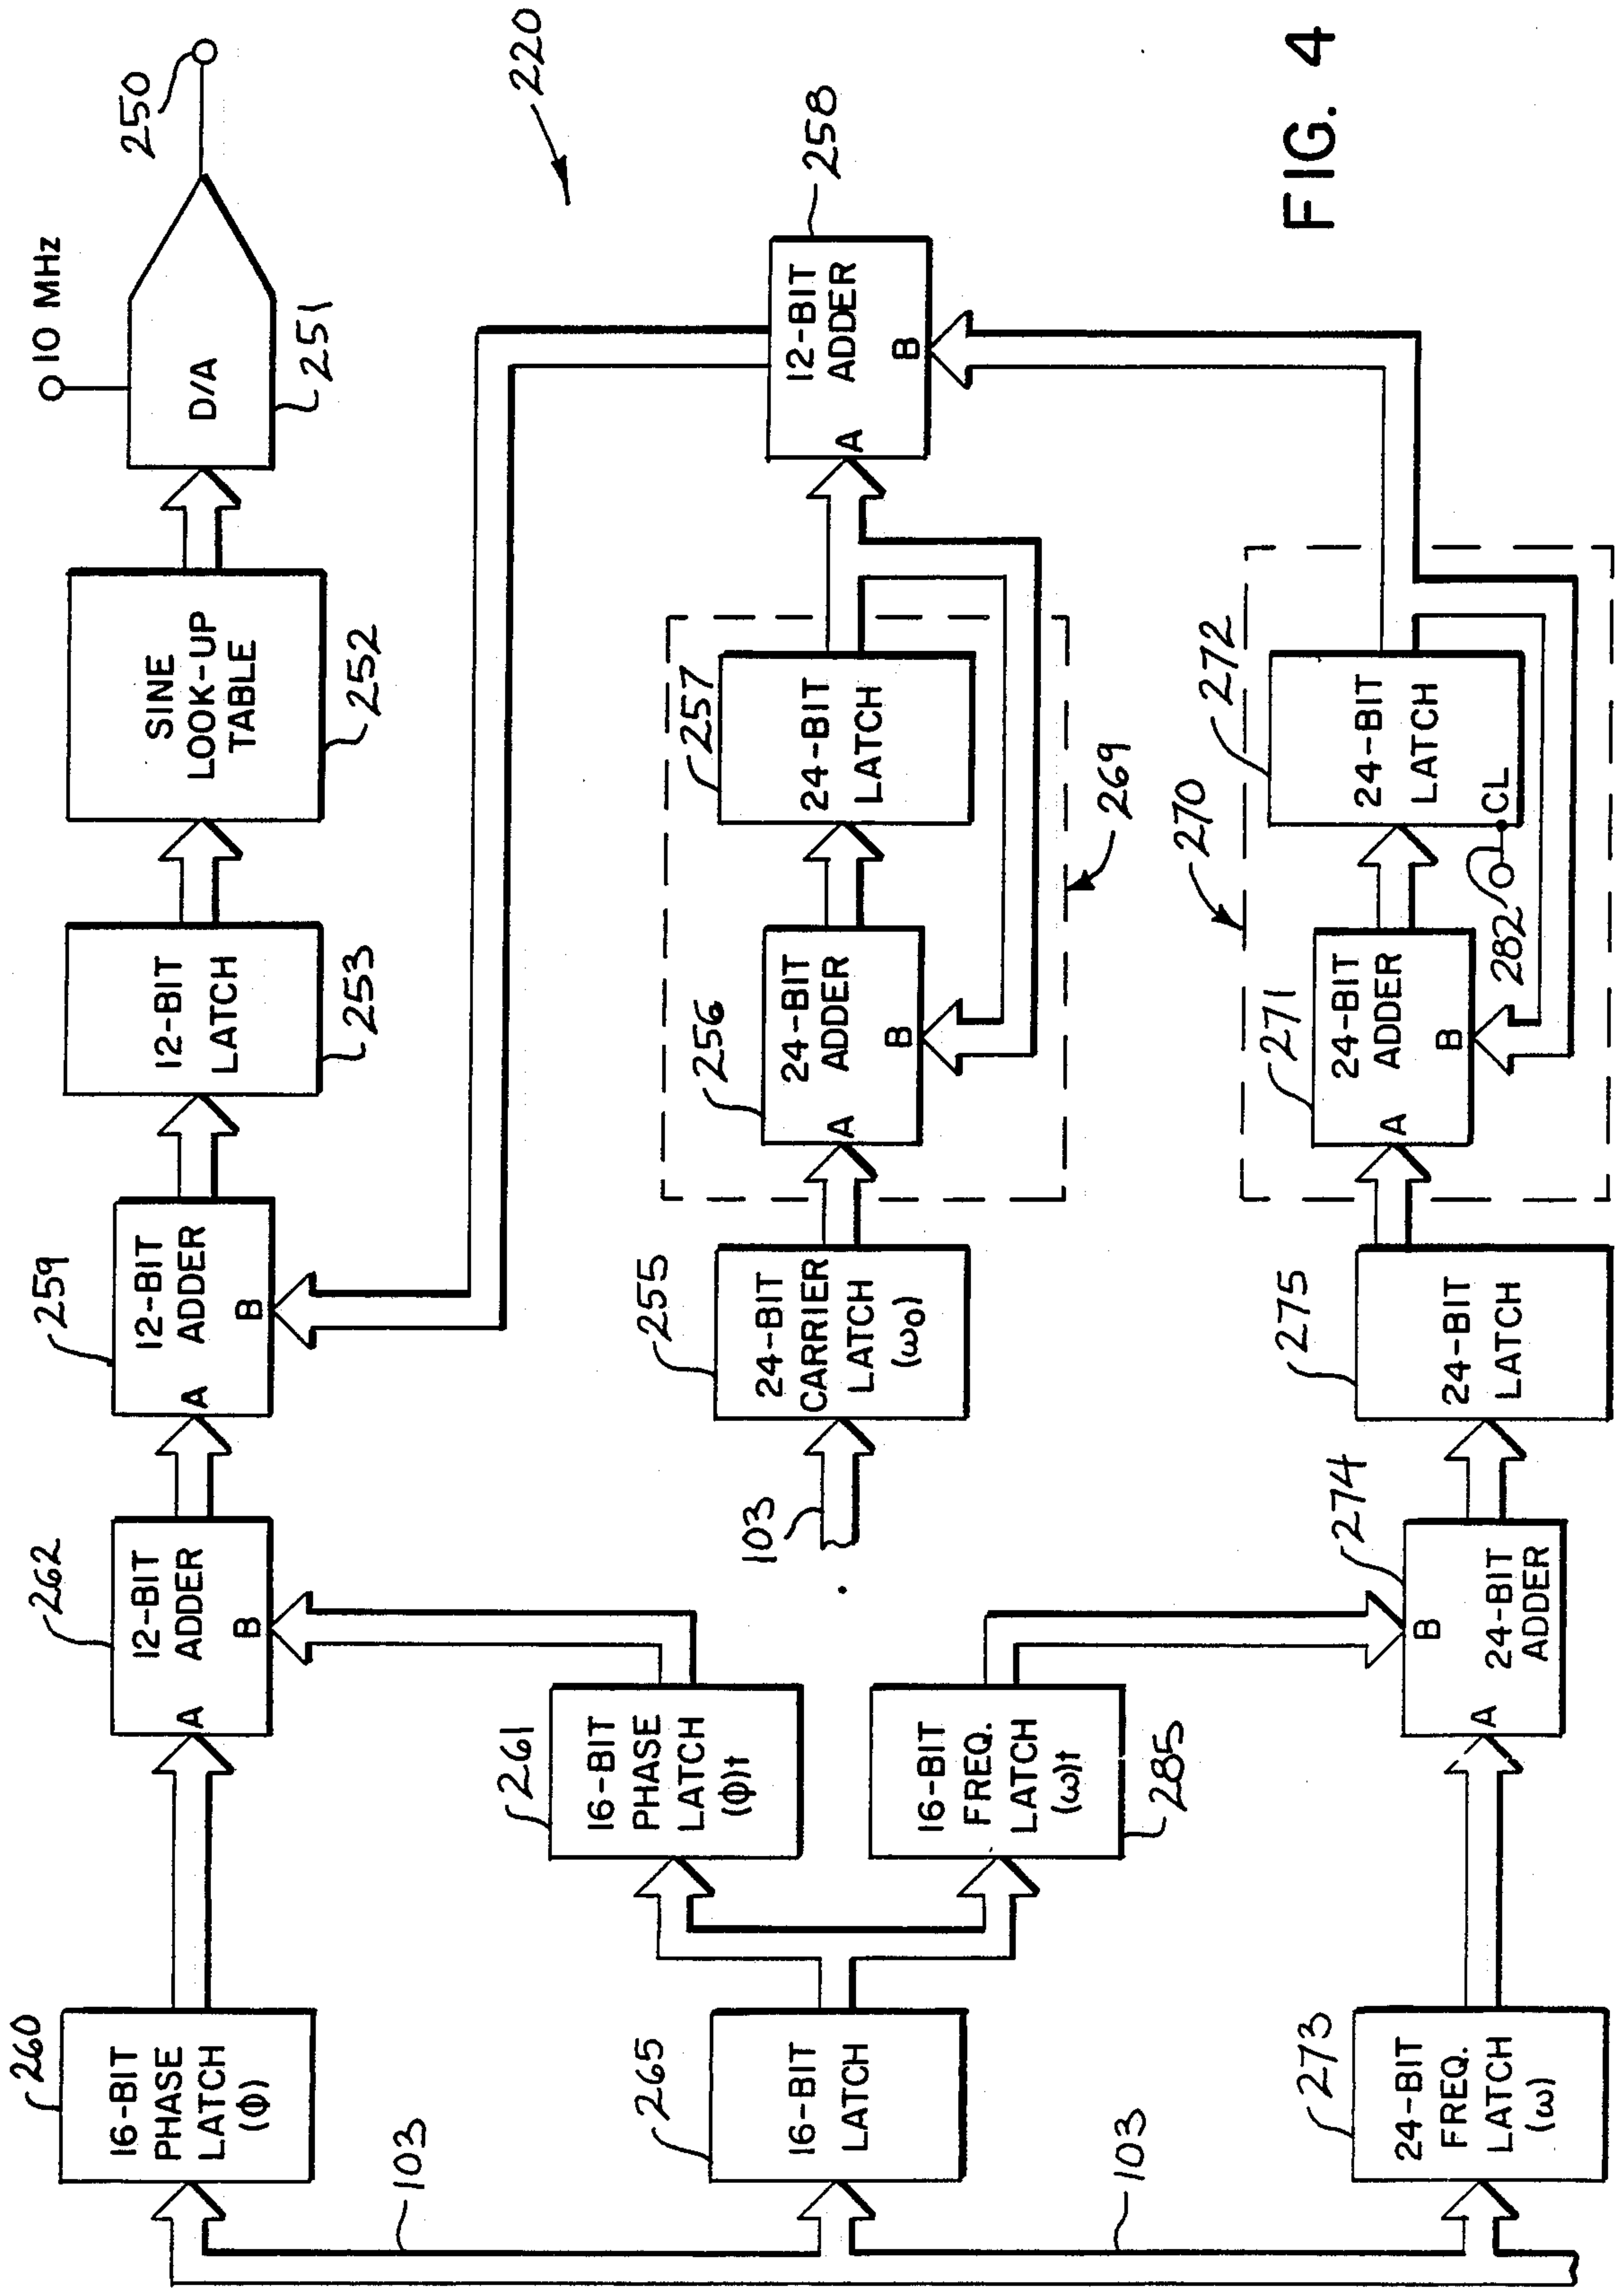 260
16-BIT
PHASE
LATCH
(Φ)
262
12-BIT
ADDER
A
B
259
12-BIT
ADDER
A
B
12-BIT
LATCH
253
SINE
LOOK-UP
TABLE
252
10 MHz
D/A
251
250
220
103
261
16-BIT
PHASE
LATCH
(Φ)t
103
255
24-BIT
CARRIER
LATCH
(ω0)
256
24-BIT
ADDER
A
B
257
24-BIT
LATCH
269
12-BIT
ADDER
A
B
258
265
16-BIT
LATCH
16-BIT
FREQ.
LATCH
(ω)t
285
103
273
24-BIT
FREQ.
LATCH
(ω)
274
B
A
24-BIT
ADDER
275
24-BIT
LATCH
270
271
24-BIT
ADDER
A
B
272
24-BIT
LATCH
CL
282
FIG. 4